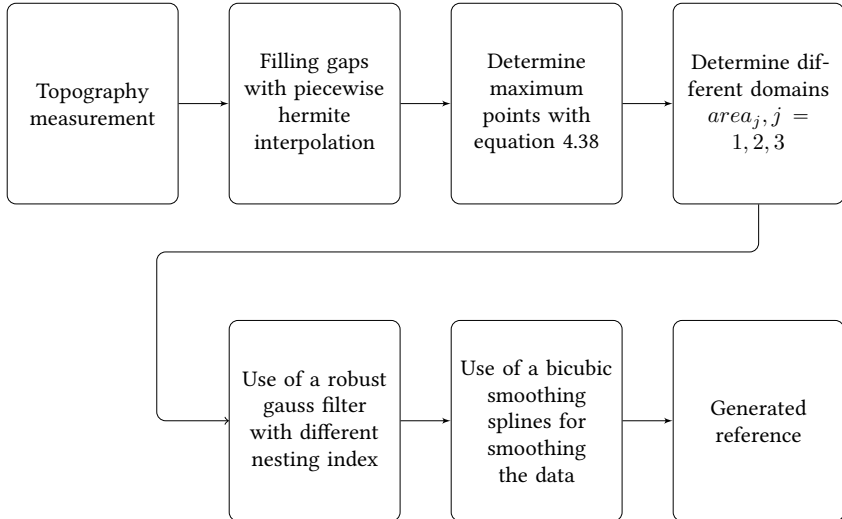 Topography
measurement
Filling gaps
with piecewise
hermite
interpolation
Determine
maximum
points with
equation 4.38
Determine dif-
ferent domains
area_j, j =
1, 2, 3
Use of a robust
gauss filter
with different
nesting index
Use of a bicubic
smoothing
splines for
smoothing
the data
Generated
reference